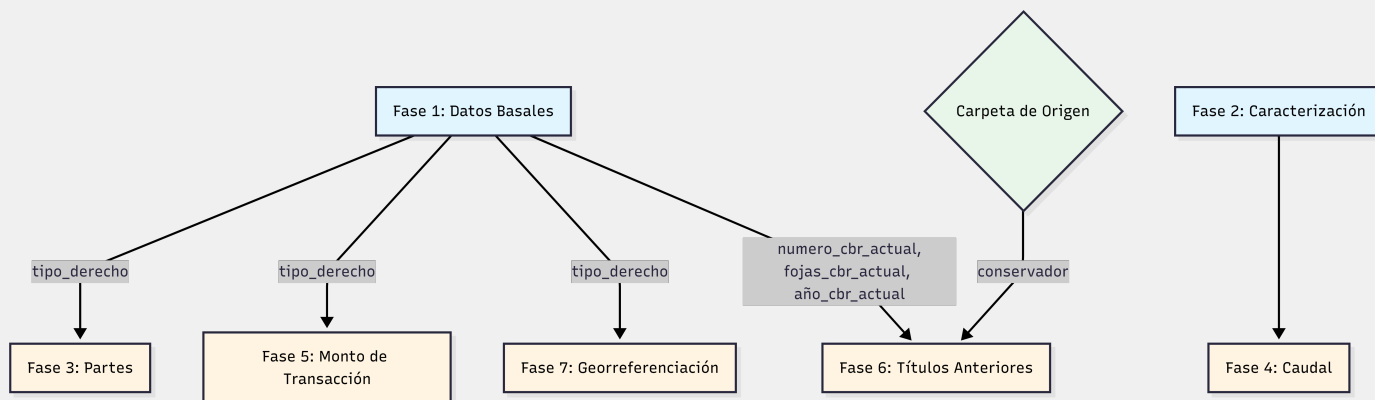 Fase 1: Datos Basales
Carpeta de Origen
Fase 2: Caracterización
tipo_derecho
tipo_derecho
tipo_derecho
numero_cbr_actual,
fojas_cbr_actual,
año_cbr_actual
conservador
Fase 3: Partes
Fase 5: Monto de
Transacción
Fase 7: Georreferenciación
Fase 6: Títulos Anteriores
Fase 4: Caudal